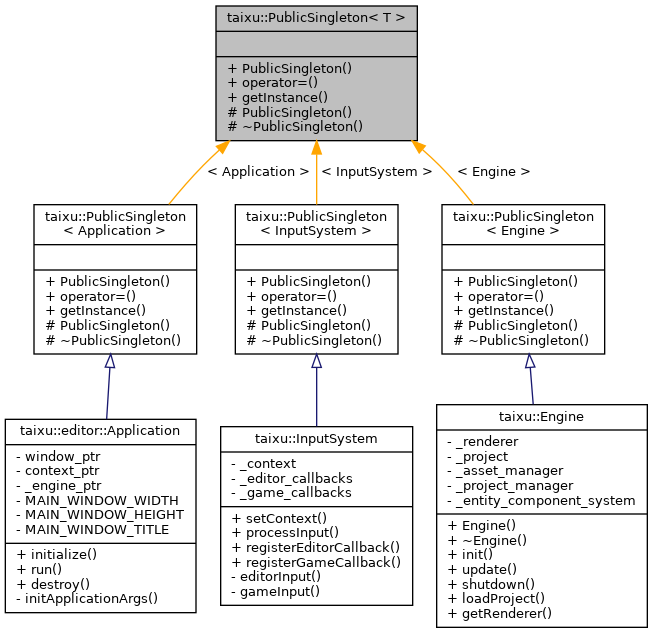 taixu::PublicSingleton< T >
+ PublicSingleton()
+ operator=()
+ getInstance()
# PublicSingleton()
# ~PublicSingleton()
< Application >
< InputSystem >
< Engine >
taixu::PublicSingleton
< Application >
+ PublicSingleton()
+ operator=()
+ getInstance()
# PublicSingleton()
# ~PublicSingleton()
taixu::PublicSingleton
< InputSystem >
+ PublicSingleton()
+ operator=()
+ getInstance()
# PublicSingleton()
# ~PublicSingleton()
taixu::PublicSingleton
< Engine >
+ PublicSingleton()
+ operator=()
+ getInstance()
# PublicSingleton()
# ~PublicSingleton()
taixu::editor::Application
- window_ptr
- context_ptr
- _engine_ptr
- MAIN_WINDOW_WIDTH
- MAIN_WINDOW_HEIGHT
- MAIN_WINDOW_TITLE
+ initialize()
+ run()
+ destroy()
- initApplicationArgs()
taixu::InputSystem
- _context
- _editor_callbacks
- _game_callbacks
+ setContext()
+ processInput()
+ registerEditorCallback()
+ registerGameCallback()
- editorInput()
- gameInput()
taixu::Engine
- _renderer
- _project
- _asset_manager
- _project_manager
- _entity_component_system
+ Engine()
+ ~Engine()
+ init()
+ update()
+ shutdown()
+ loadProject()
+ getRenderer()